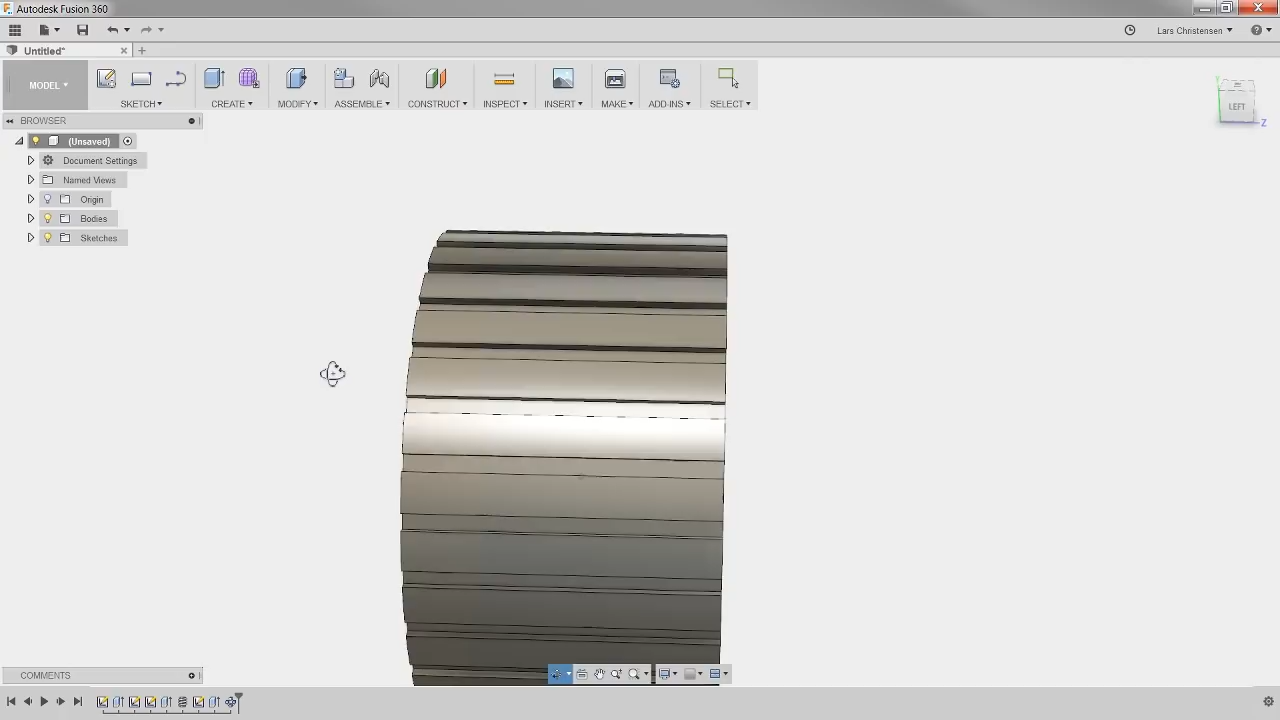 Autodesk Fusion 360
Lars Christensen
Untitled*
MODEL
SKETCH
CREATE
MODIFY
ASSEMBLE
CONSTRUCT
INSPECT
INSERT
MAKE
ADD-INS
SELECT
LEFT
Y
Z
BROWSER
(Unsaved)
Document Settings
Named Views
Origin
Bodies
Sketches
COMMENTS